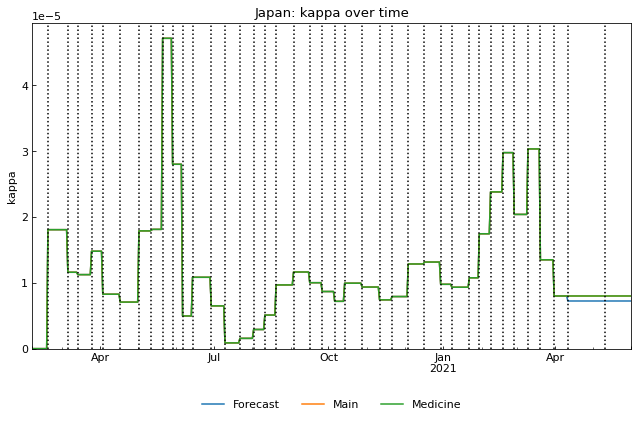 Japan: kappa over time
1e−5
4
3
2
1
0
kappa
Apr
Jul
Oct
Jan
2021
Apr
Forecast
Main
Medicine